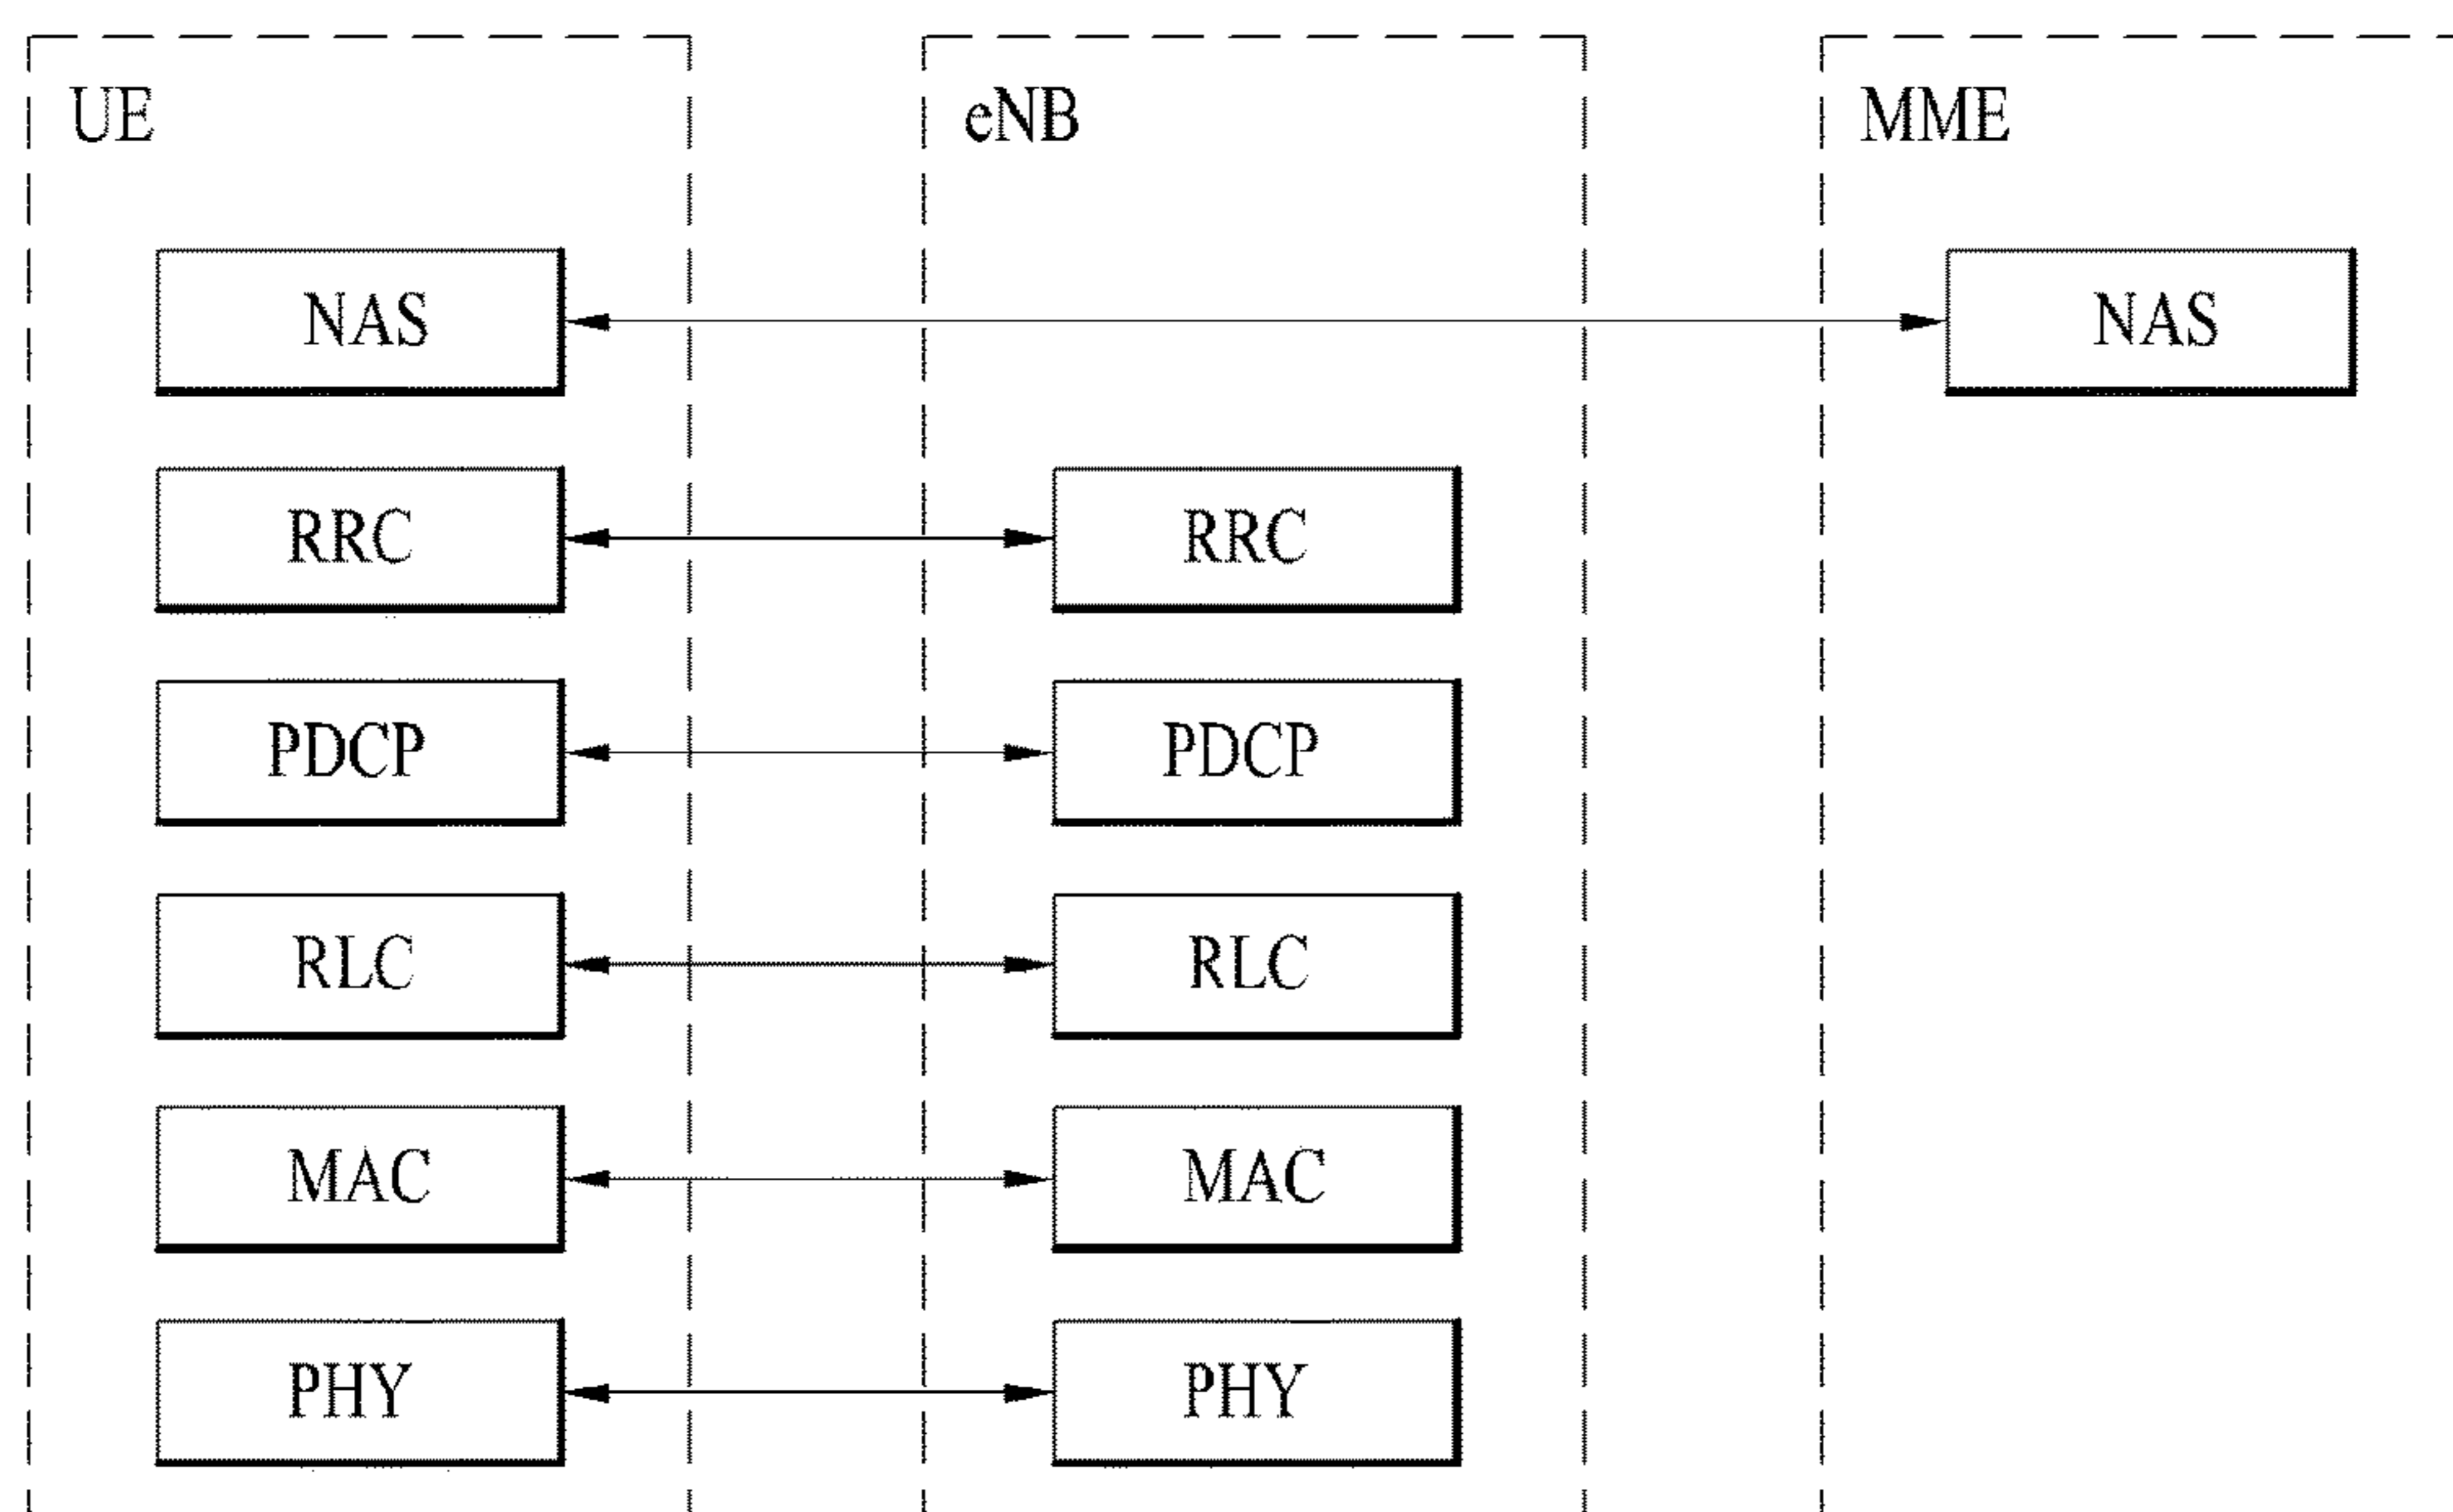 UE eNB MME
NAS NAS
RRC RRC
PDCP PDCP
RLC RLC
MAC MAC
PHY PHY